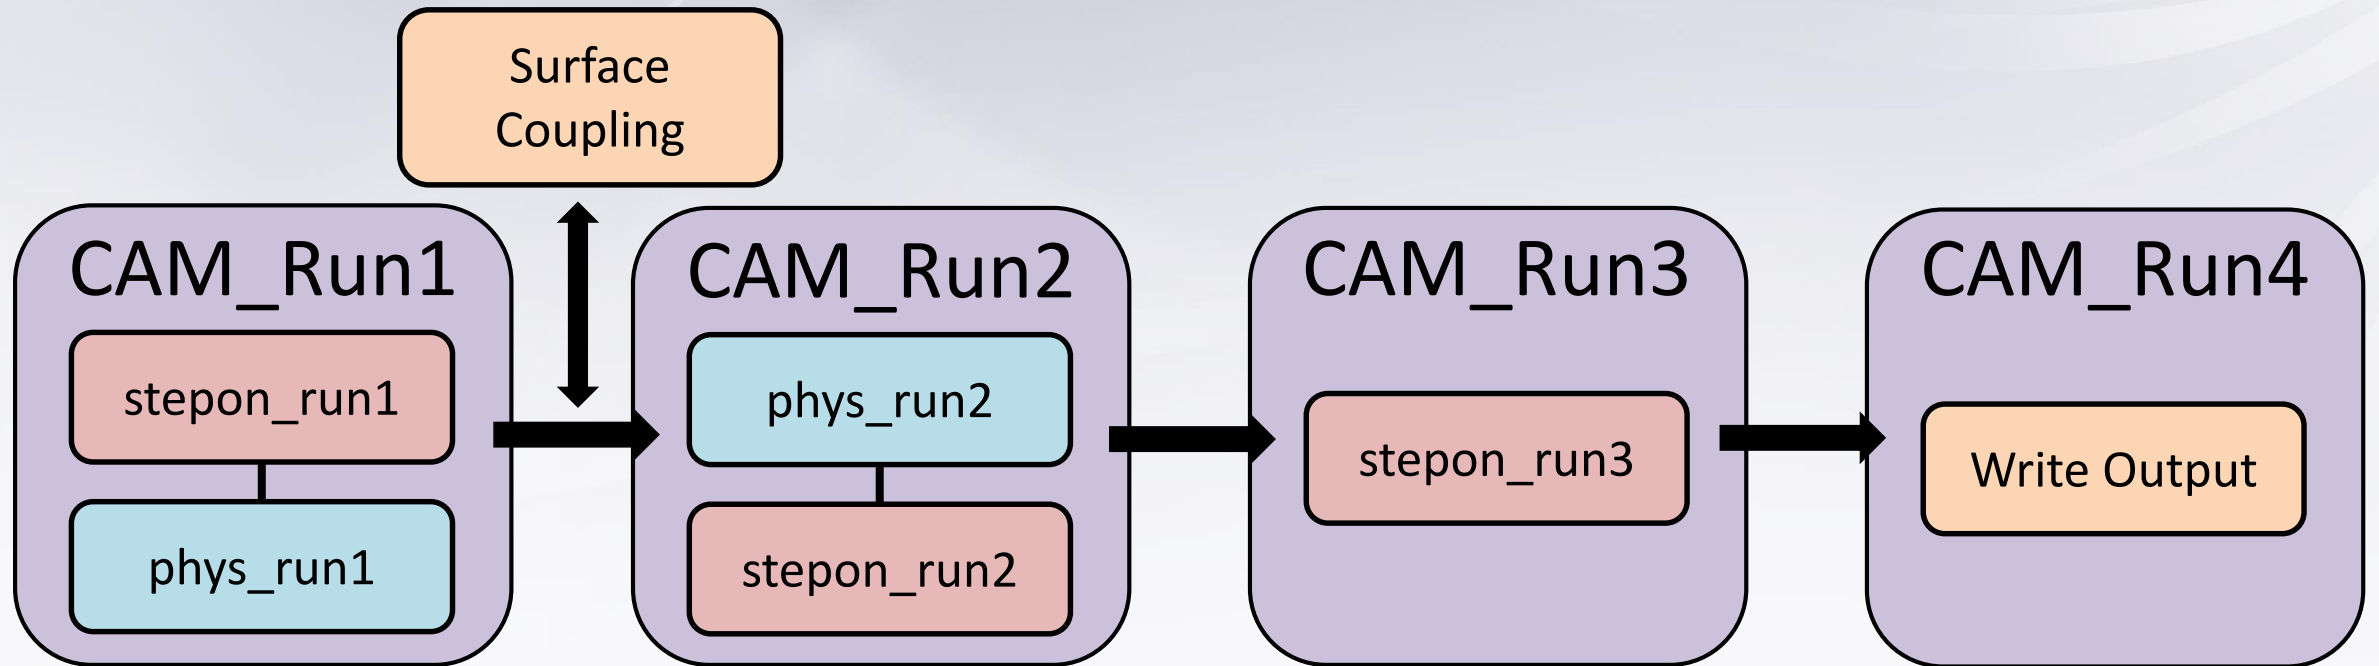 Surface
Coupling
CAM_Run1
stepon_run1
phys_run1
CAM_Run2
phys_run2
stepon_run2
CAM_Run3
stepon_run3
CAM_Run4
Write Output